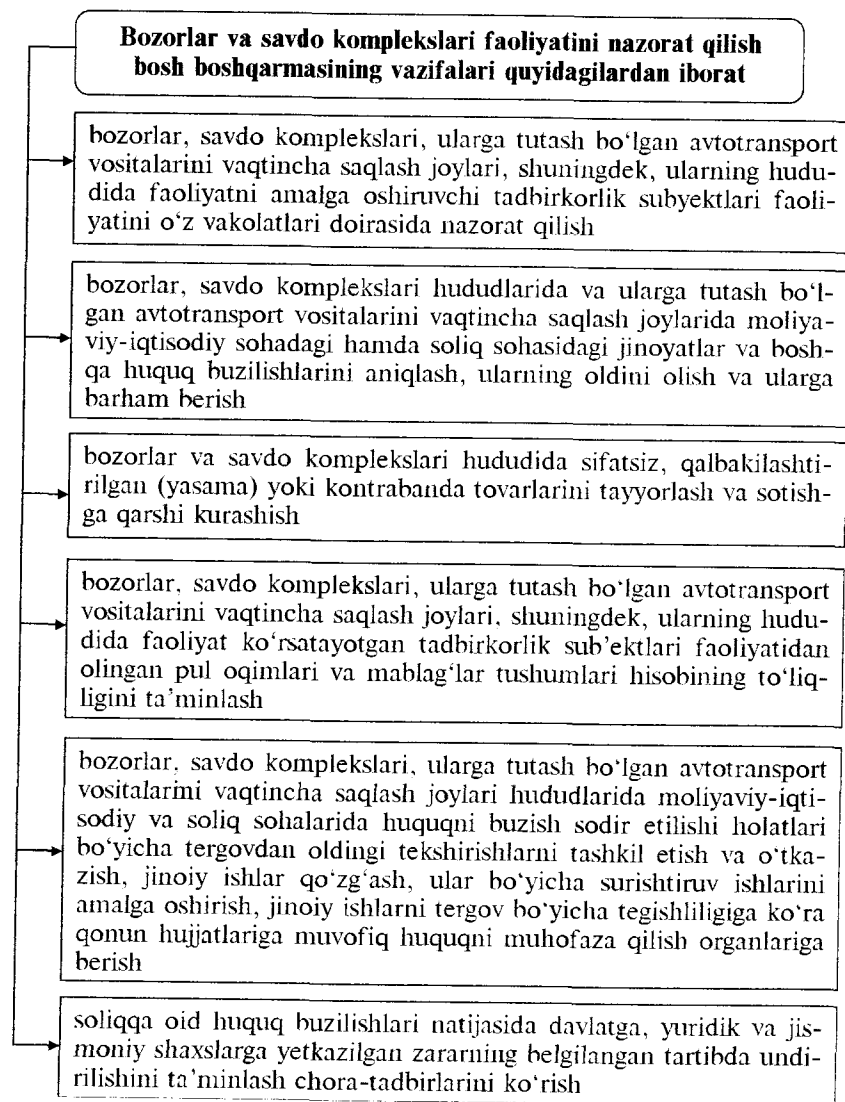 Bozorlar va savdo komplekslari faoliyatini nazorat qilish
bosh boshqarmasining vazifalari quyidagilardan iborat
bozorlar, savdo komplekslari, ularga tutash bo‘lgan avtotransport
vositalarini vaqtincha saqlash joylari, shuningdek, ularning hudu-
dida faoliyatni amalga oshiruvchi tadbirkorlik subyektlari faoli-
yatini o‘z vakolatlari doirasida nazorat qilish
bozorlar, savdo komplekslari hududlarida va ularga tutash bo‘l-
gan avtotransport vositalarini vaqtincha saqlash joylarida moliya-
viy-iqtisodiy sohadagi hamda soliq sohasidagi jinoyatlar va bosh-
qa huquq buzilishlarini aniqlash, ularning oldini olish va ularga
barham berish
bozorlar va savdo komplekslari hududida sifatsiz, qalbakilashti-
rilgan (yasama) yoki kontrabanda tovarlarini tayyorlash va sotish-
ga qarshi kurashish
bozorlar, savdo komplekslari, ularga tutash bo‘lgan avtotransport
vositalarini vaqtincha saqlash joylari, shuningdek, ularning hudu-
dida faoliyat ko‘rsatayotgan tadbirkorlik sub’ektlari faoliyatidan
olingan pul oqimlari va mablag‘lar tushumlari hisobining to‘liq-
ligini ta’minlash
bozorlar, savdo komplekslari, ularga tutash bo‘lgan avtotransport
vositalarini vaqtincha saqlash joylari hududlarida moliyaviy-iqti-
sodiy va soliq sohalarida huquqni buzish sodir etilishi holatlari
bo‘yicha tergovdan oldingi tekshirishlarni tashkil etish va o‘tka-
zish, jinoiy ishlar qo‘zg‘ash, ular bo‘yicha surishtiruv ishlarini
amalga oshirish, jinoiy ishlarni tergov bo‘yicha tegishliligiga ko‘ra
qonun hujjatlariga muvofiq huquqni muhofaza qilish organlariga
berish
soliqqa oid huquq buzilishlari natijasida davlatga, yuridik va jis-
moniy shaxslarga yetkazilgan zararning belgilangan tartibda undi-
rilishini ta’minlash chora-tadbirlarini ko‘rish